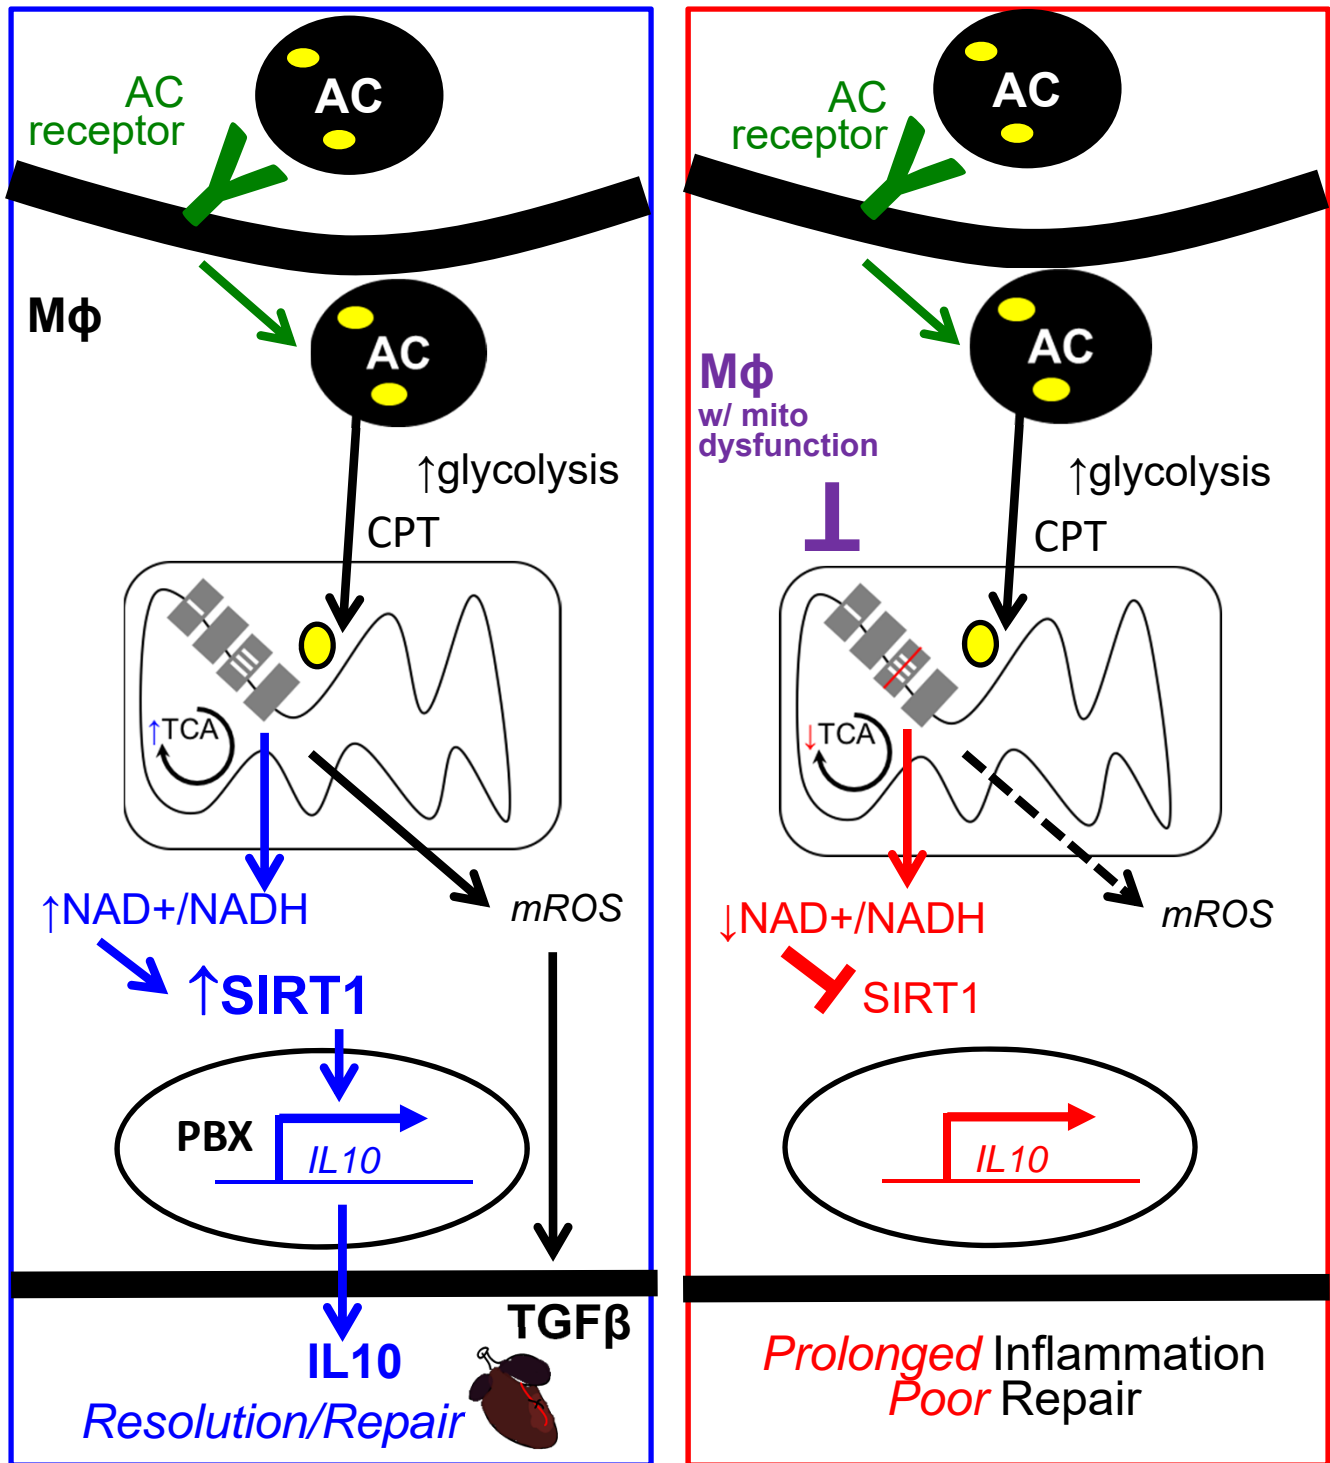 AC
AC
receptor
Mϕ
AC
↑glycolysis
CPT
↑TCA
↑NAD+/NADH
mROS
↑SIRT1
PBX
IL10
TGFβ
IL10
Resolution/Repair
AC
AC
receptor
AC
Mϕ
w/ mito
dysfunction
↑glycolysis
CPT
↓TCA
↓NAD+/NADH
mROS
SIRT1
IL10
Prolonged Inflammation
Poor Repair